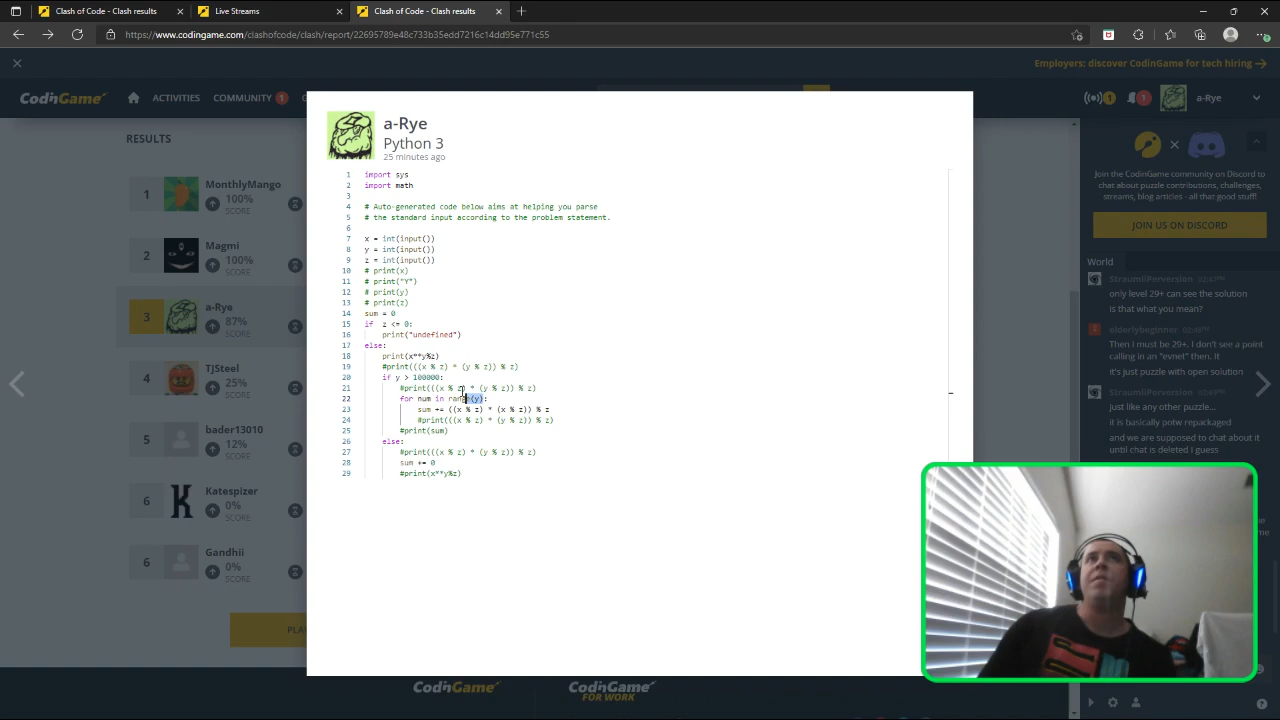 Clash of Code - Clash results
Live Streams
Clash of Code - Clash results
https://www.codingame.com/clashofcode/clash/report/22695789e48c733b35edd7216c14dd95e771c55
Employers: discover CodinGame for tech hiring
CODINGAME
ACTIVITIES
COMMUNITY
1
1
1
a-Rye
RESULTS
1
MonthlyMango
100%
SCORE
2
Magmi
100%
SCORE
3
a-Rye
87%
SCORE
4
TJSteel
25%
SCORE
5
bader13010
12%
SCORE
6
Katespizer
0%
SCORE
6
Gandhii
0%
SCORE
PLA
a-Rye
Python 3
25 minutes ago
1 import sys
2 import math
3
4 # Auto-generated code below aims at helping you parse
5 # the standard input according to the problem statement.
6
7 x = int(input())
8 y = int(input())
9 z = int(input())
10 # print(x)
11 # print("Y")
12 # print(y)
13 # print(z)
14 sum = 0
15 if z <= 0:
16 print("undefined")
17 else:
18 print(x**y%z)
19 #print(((x % z) * (y % z)) % z)
20 if y > 100000:
21 #print(((x % z) * (y % z)) % z)
22 for num in range(y):
23 sum += ((x % z) * (x % z)) % z
24 #print(((x % z) * (y % z)) % z)
25 #print(sum)
26 else:
27 #print(((x % z) * (y % z)) % z)
28 sum += 0
29 #print(x**y%z)
Join the CodinGame community on Discord to
chat about puzzle contributions, challenges,
streams, blog articles - all that good stuff!
JOIN US ON DISCORD
World
StraumliPerversion 02:47PM
only level 29+ can see the solution
is that what you mean?
elderlybeginner 02:48PM
Then I must be 29+. I don't see a point
calling in an "evnet" then. It
it's just puzzle with open solution
StraumliPerversion
just like any other puzzle...
it is basically potw repackaged
and we are supposed to chat about it
until chat is deleted I guess
CODINGAME
CODINGAME
FOR WORK